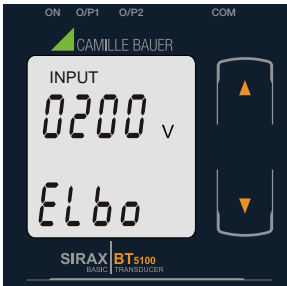 ON O/P1 O/P2 COM
CAMILLE BAUER
INPUT
0200 V
ELbo
SIRAX BT5100
BASIC TRANSDUCER